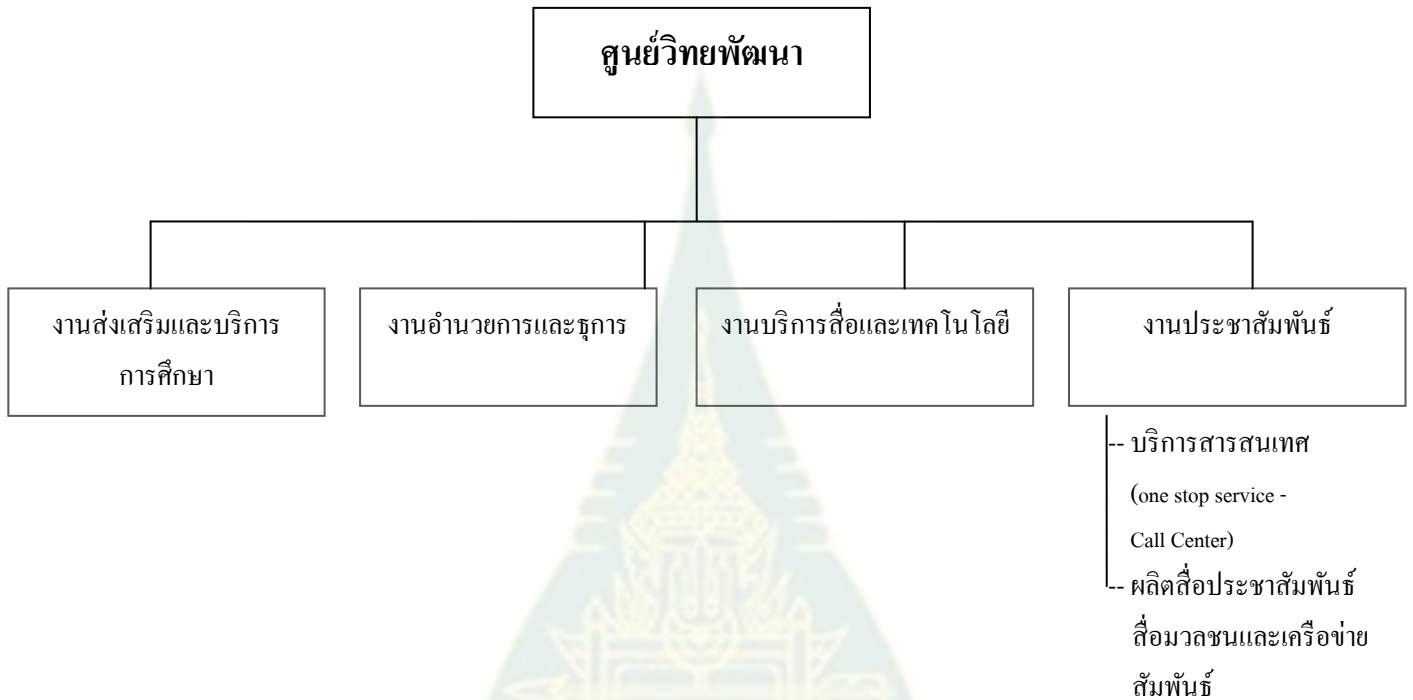 ศูนย์วิทยพัฒนา
งานส่งเสริมและบริการ
การศึกษา
งานอำนวยการและธุการ
งานบริการสื่อและเทคโนโลยี
งานประชาสัมพันธ์
-- บริการสารสนเทศ
(one stop service -
Call Center)
-- ผลิตสื่อประชาสัมพันธ์
สื่อมวลชนและเครือข่าย
สัมพันธ์